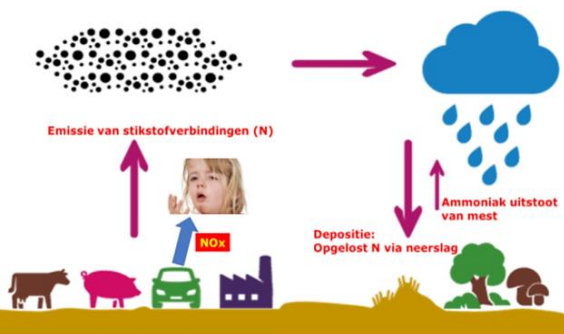 Emissie van stikstofverbindingen (N)
NOx
Ammoniak uitstoot
van mest
Depositie:
Opgelost N via neerslag